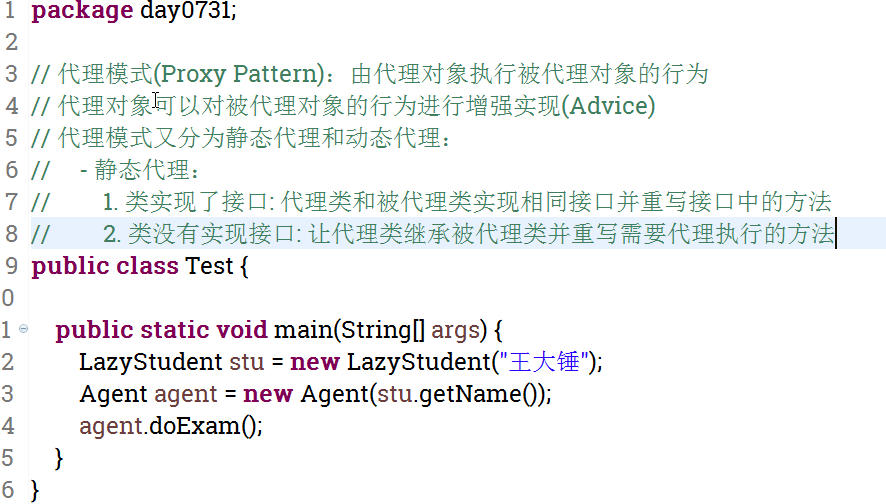 1 package day0731;
2
3 // 代理模式(Proxy Pattern)：由代理对象执行被代理对象的行为
4 // 代理对象可以对被代理对象的行为进行增强实现(Advice)
5 // 代理模式又分为静态代理和动态代理：
6 //    - 静态代理：
7 //       1. 类实现了接口: 代理类和被代理类实现相同接口并重写接口中的方法
8 //       2. 类没有实现接口: 让代理类继承被代理类并重写需要代理执行的方法
9 public class Test {
0
1    public static void main(String[] args) {
2       LazyStudent stu = new LazyStudent("王大锤");
3       Agent agent = new Agent(stu.getName());
4       agent.doExam();
5    }
6 }